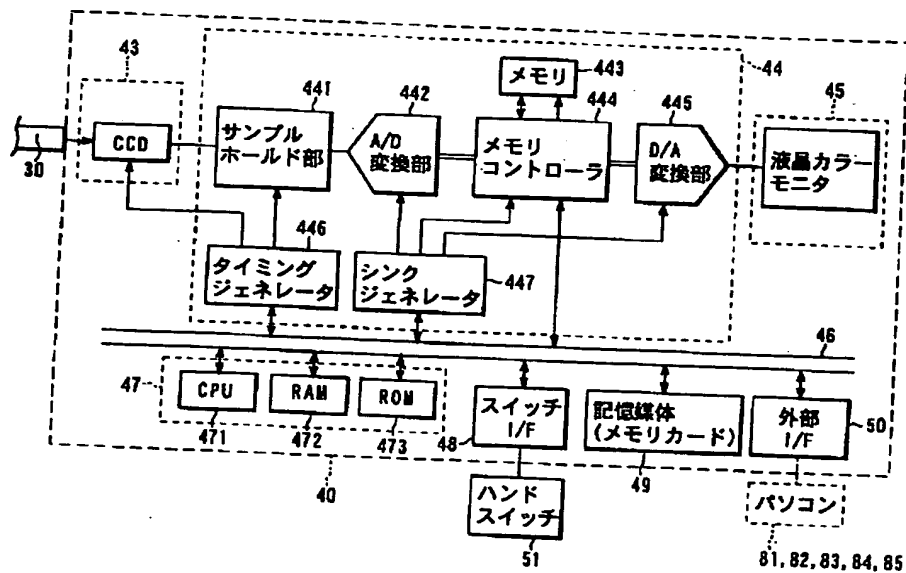 43
441
442
メモリ
443
444
445
44
45
30
CCD
サンプル
ホールド部
A/D
変換部
メモリ
コントローラ
D/A
変換部
液晶カラー
モニタ
446
タイミング
ジェネレータ
シンク
ジェネレータ
447
46
47
CPU
RAM
ROM
471
472
473
48
スイッチ
I/F
記憶媒体
(メモリカード)
49
外部
I/F
50
40
ハンド
スイッチ
51
パソコン
81, 82, 83, 84, 85